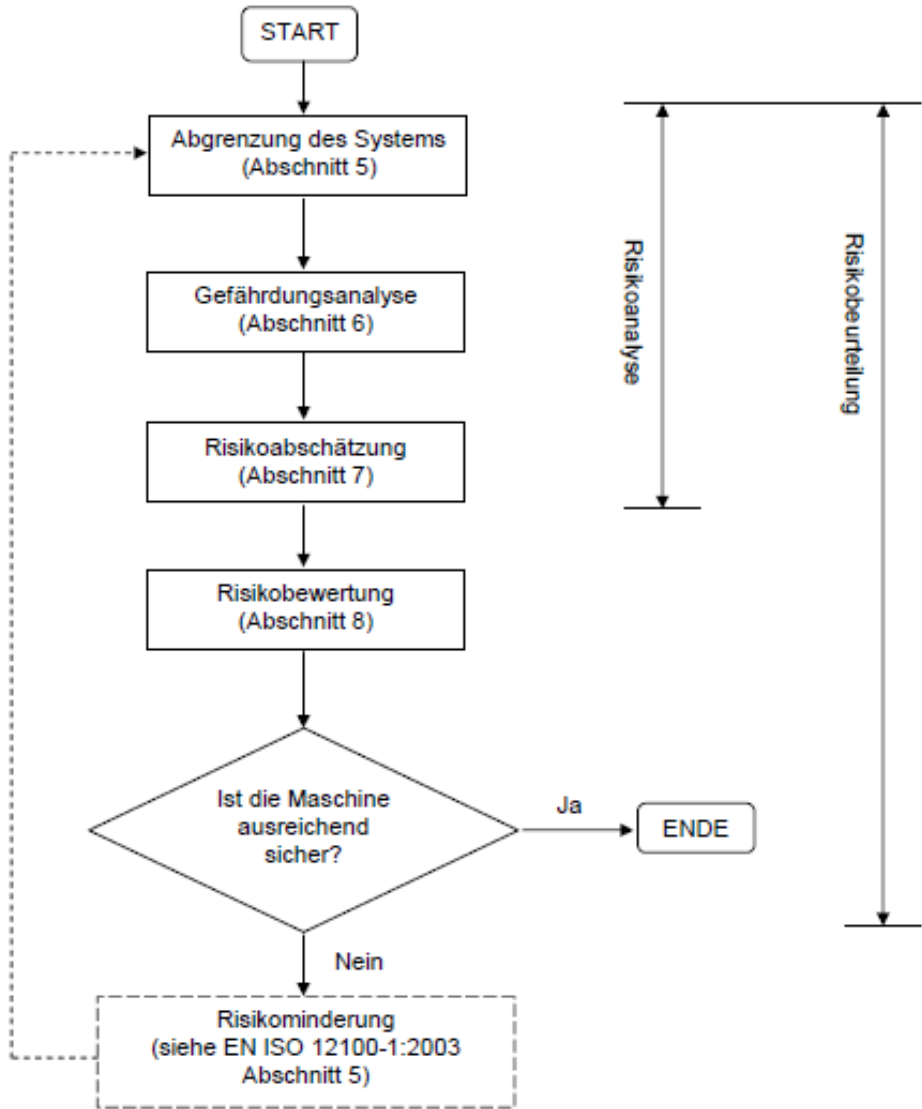 START
Abgrenzung des Systems
(Abschnitt 5)
Gefährdungsanalyse
(Abschnitt 6)
Risikoabschätzung
(Abschnitt 7)
Risikobewertung
(Abschnitt 8)
Ist die Maschine
ausreichend
sicher?
Ja
ENDE
Nein
Risikominderung
(siehe EN ISO 12100-1:2003
Abschnitt 5)
Risikoanalyse
Risikobeurteilung